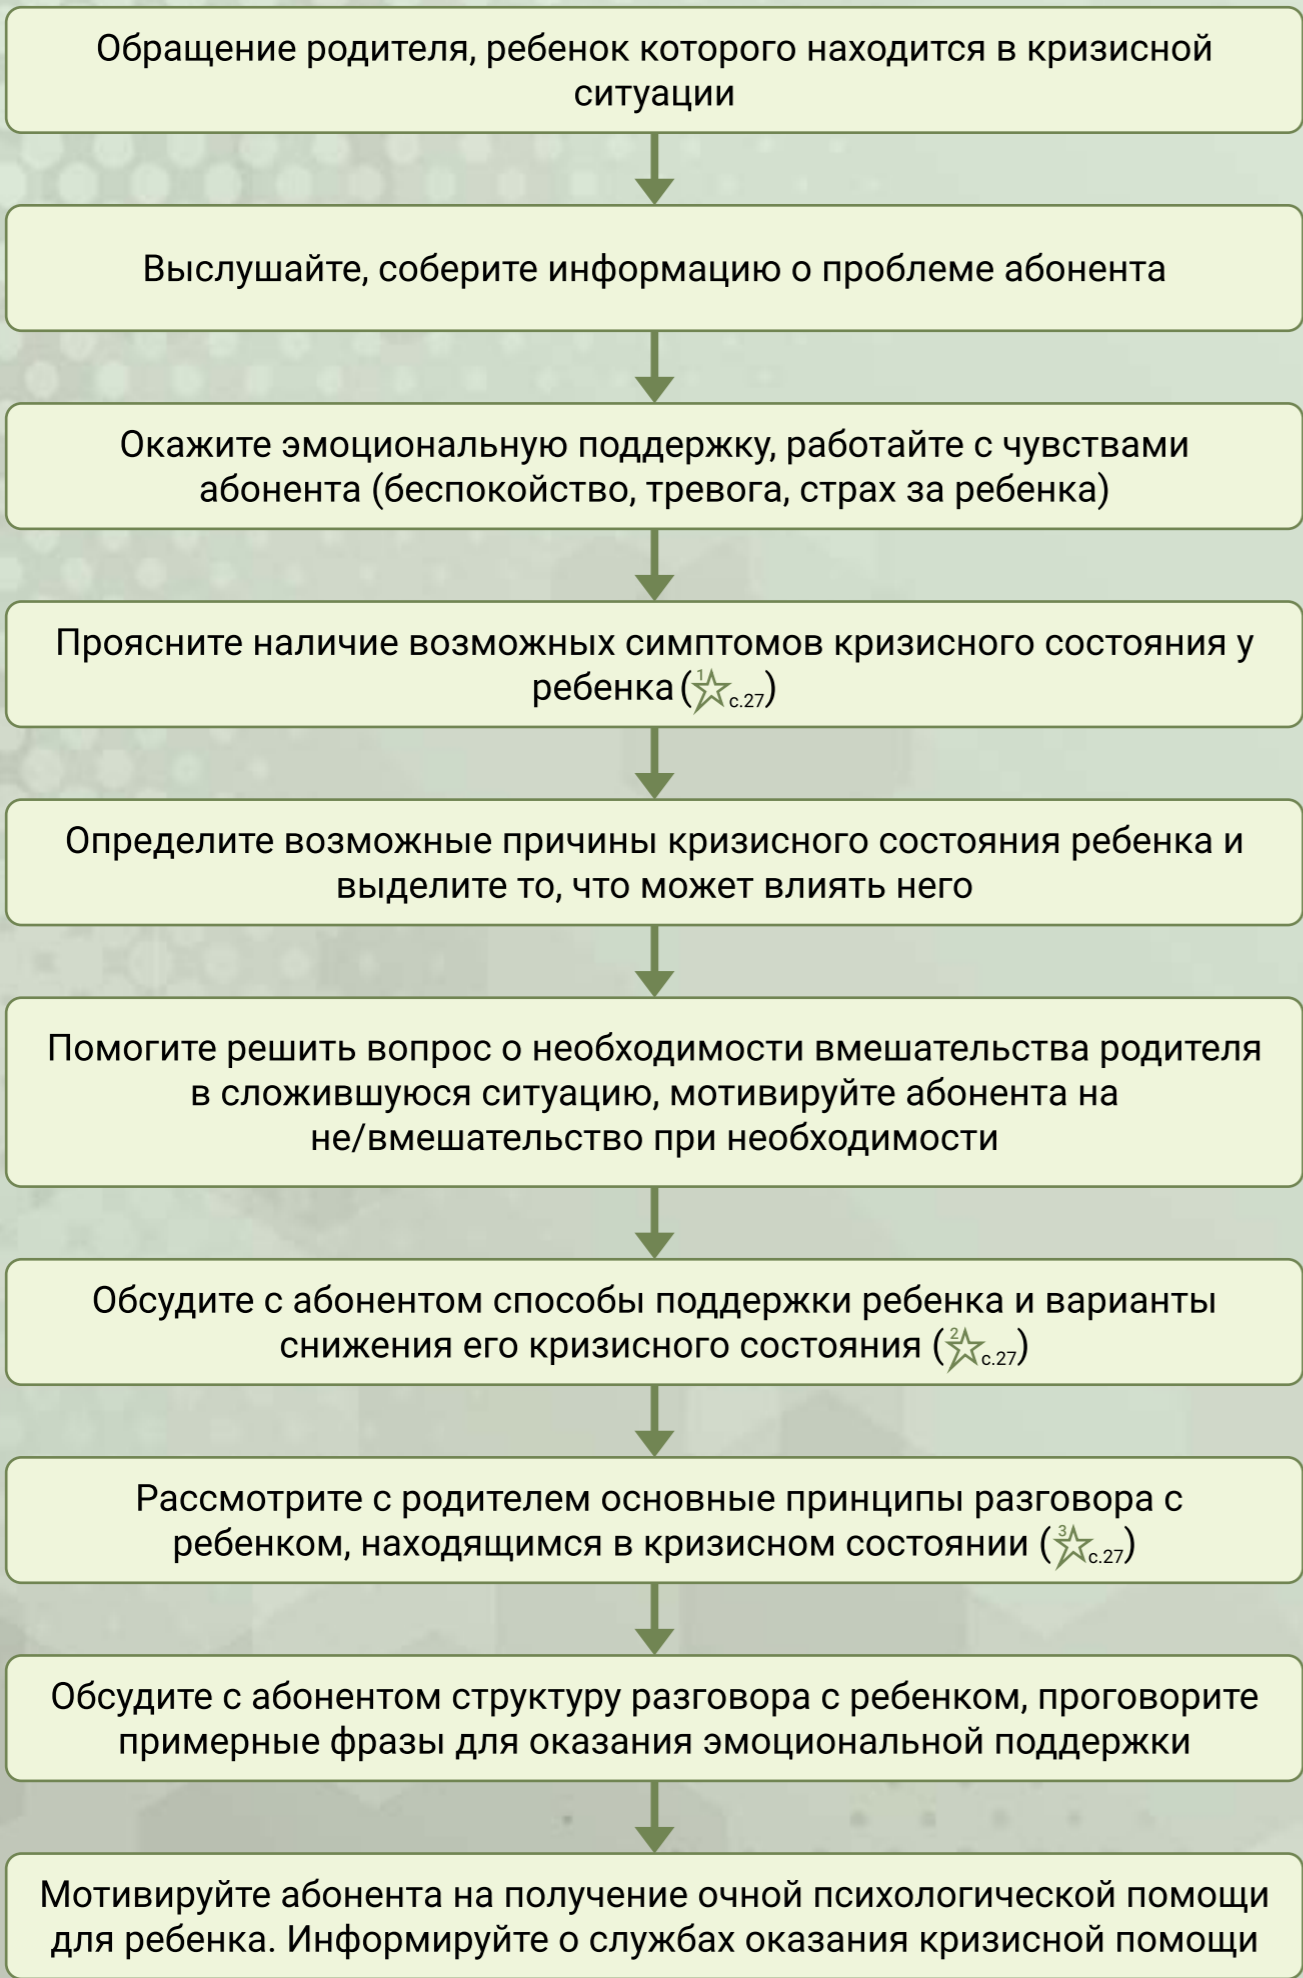 Обращение родителя, ребенок которого находится в кризисной
ситуации
Выслушайте, соберите информацию о проблеме абонента
Окажите эмоциональную поддержку, работайте с чувствами
абонента (беспокойство, тревога, страх за ребенка)
Проясните наличие возможных симптомов кризисного состояния у
ребенка (1 с.27)
Определите возможные причины кризисного состояния ребенка и
выделите то, что может влиять него
Помогите решить вопрос о необходимости вмешательства родителя
в сложившуюся ситуацию, мотивируйте абонента на
не/вмешательство при необходимости
Обсудите с абонентом способы поддержки ребенка и варианты
снижения его кризисного состояния (2 с.27)
Рассмотрите с родителем основные принципы разговора с
ребенком, находящимся в кризисном состоянии (3 с.27)
Обсудите с абонентом структуру разговора с ребенком, проговорите
примерные фразы для оказания эмоциональной поддержки
Мотивируйте абонента на получение очной психологической помощи
для ребенка. Информируйте о службах оказания кризисной помощи